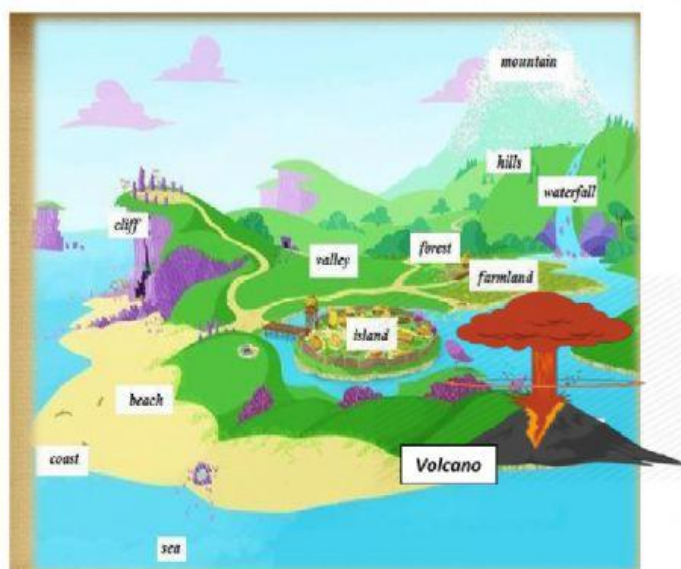 mountain
hills
waterfall
cliff
forest
valley
farmland
island
beach
coast
Volcano
sea